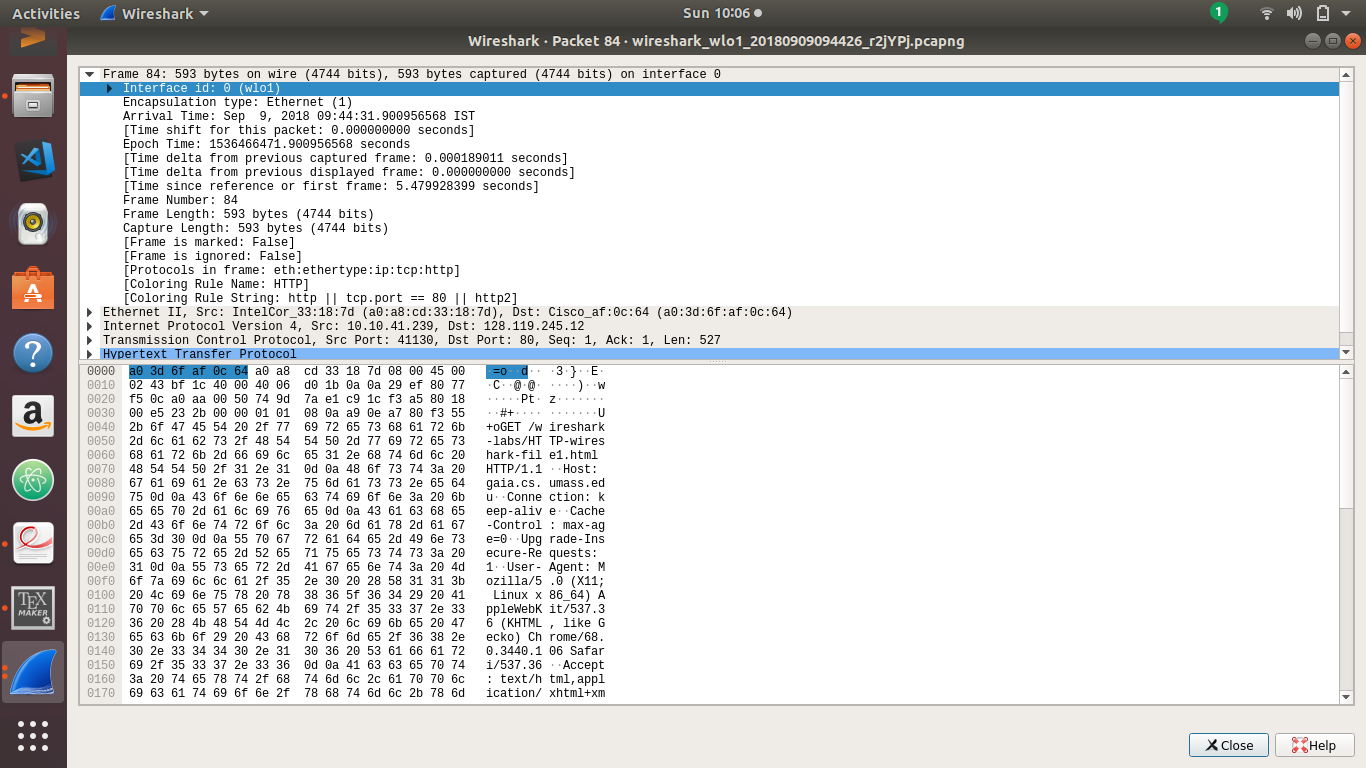 Activities Wireshark Sun 10:06 1
Wireshark · Packet 84 · wireshark_wlo1_20180909094426_r2jYPj.pcapng
Frame 84: 593 bytes on wire (4744 bits), 593 bytes captured (4744 bits) on interface 0
Interface id: 0 (wlo1)
Encapsulation type: Ethernet (1)
Arrival Time: Sep  9, 2018 09:44:31.900956568 IST
[Time shift for this packet: 0.000000000 seconds]
Epoch Time: 1536466471.900956568 seconds
[Time delta from previous captured frame: 0.000189011 seconds]
[Time delta from previous displayed frame: 0.000000000 seconds]
[Time since reference or first frame: 5.479928399 seconds]
Frame Number: 84
Frame Length: 593 bytes (4744 bits)
Capture Length: 593 bytes (4744 bits)
[Frame is marked: False]
[Frame is ignored: False]
[Protocols in frame: eth:ethertype:ip:tcp:http]
[Coloring Rule Name: HTTP]
[Coloring Rule String: http || tcp.port == 80 || http2]
Ethernet II, Src: IntelCor_33:18:7d (a0:a8:cd:33:18:7d), Dst: Cisco_af:0c:64 (a0:3d:6f:af:0c:64)
Internet Protocol Version 4, Src: 10.10.41.239, Dst: 128.119.245.12
Transmission Control Protocol, Src Port: 41130, Dst Port: 80, Seq: 1, Ack: 1, Len: 527
Hypertext Transfer Protocol
0000 a0 3d 6f af 0c 64 a0 a8 cd 33 18 7d 08 00 45 00 ·=o··d·· ·3·}··E·
0010 02 43 bf 1c 40 00 40 06 d0 1b 0a 0a 29 ef 80 77 ·C··@·@· ····)··w
0020 f5 0c a0 aa 00 50 74 9d 7a e1 c9 1c f3 a5 80 18 ·····Pt· z·······
0030 00 e5 23 2b 00 00 01 01 08 0a a9 0e a7 80 f3 55 ··#+···· ·······U
0040 2b 6f 47 45 54 20 2f 77 69 72 65 73 68 61 72 6b +oGET /w ireshark
0050 2d 6c 61 62 73 2f 48 54 54 50 2d 77 69 72 65 73 -labs/HT TP-wires
0060 68 61 72 6b 2d 66 69 6c 65 31 2e 68 74 6d 6c 20 hark-fil e1.html
0070 48 54 54 50 2f 31 2e 31 0d 0a 48 6f 73 74 3a 20 HTTP/1.1 ··Host:
0080 67 61 69 61 2e 63 73 2e 75 6d 61 73 73 2e 65 64 gaia.cs. umass.ed
0090 75 0d 0a 43 6f 6e 6e 65 63 74 69 6f 6e 3a 20 6b u··Conne ction: k
00a0 65 65 70 2d 61 6c 69 76 65 0d 0a 43 61 63 68 65 eep-aliv e··Cache
00b0 2d 43 6f 6e 74 72 6f 6c 3a 20 6d 61 78 2d 61 67 -Control : max-ag
00c0 65 3d 30 0d 0a 55 70 67 72 61 64 65 2d 49 6e 73 e=0··Upg rade-Ins
00d0 65 63 75 72 65 2d 52 65 71 75 65 73 74 73 3a 20 ecure-Re quests:
00e0 31 0d 0a 55 73 65 72 2d 41 67 65 6e 74 3a 20 4d 1··User- Agent: M
00f0 6f 7a 69 6c 6c 61 2f 35 2e 30 20 28 58 31 31 3b ozilla/5 .0 (X11;
0100 20 4c 69 6e 75 78 20 78 38 36 5f 36 34 29 20 41 Linux x 86_64) A
0110 70 70 6c 65 57 65 62 4b 69 74 2f 35 33 37 2e 33 ppleWebK it/537.3
0120 36 20 28 4b 48 54 4d 4c 2c 20 6c 69 6b 65 20 47 6 (KHTML , like G
0130 65 63 6b 6f 29 20 43 68 72 6f 6d 65 2f 36 38 2e ecko) Ch rome/68.
0140 30 2e 33 34 34 30 2e 31 30 36 20 53 61 66 61 72 0.3440.1 06 Safar
0150 69 2f 35 33 37 2e 33 36 0d 0a 41 63 63 65 70 74 i/537.36 ··Accept
0160 3a 20 74 65 78 74 2f 68 74 6d 6c 2c 61 70 70 6c : text/h tml,appl
0170 69 63 61 74 69 6f 6e 2f 78 68 74 6d 6c 2b 78 6d ication/ xhtml+xm
Close Help